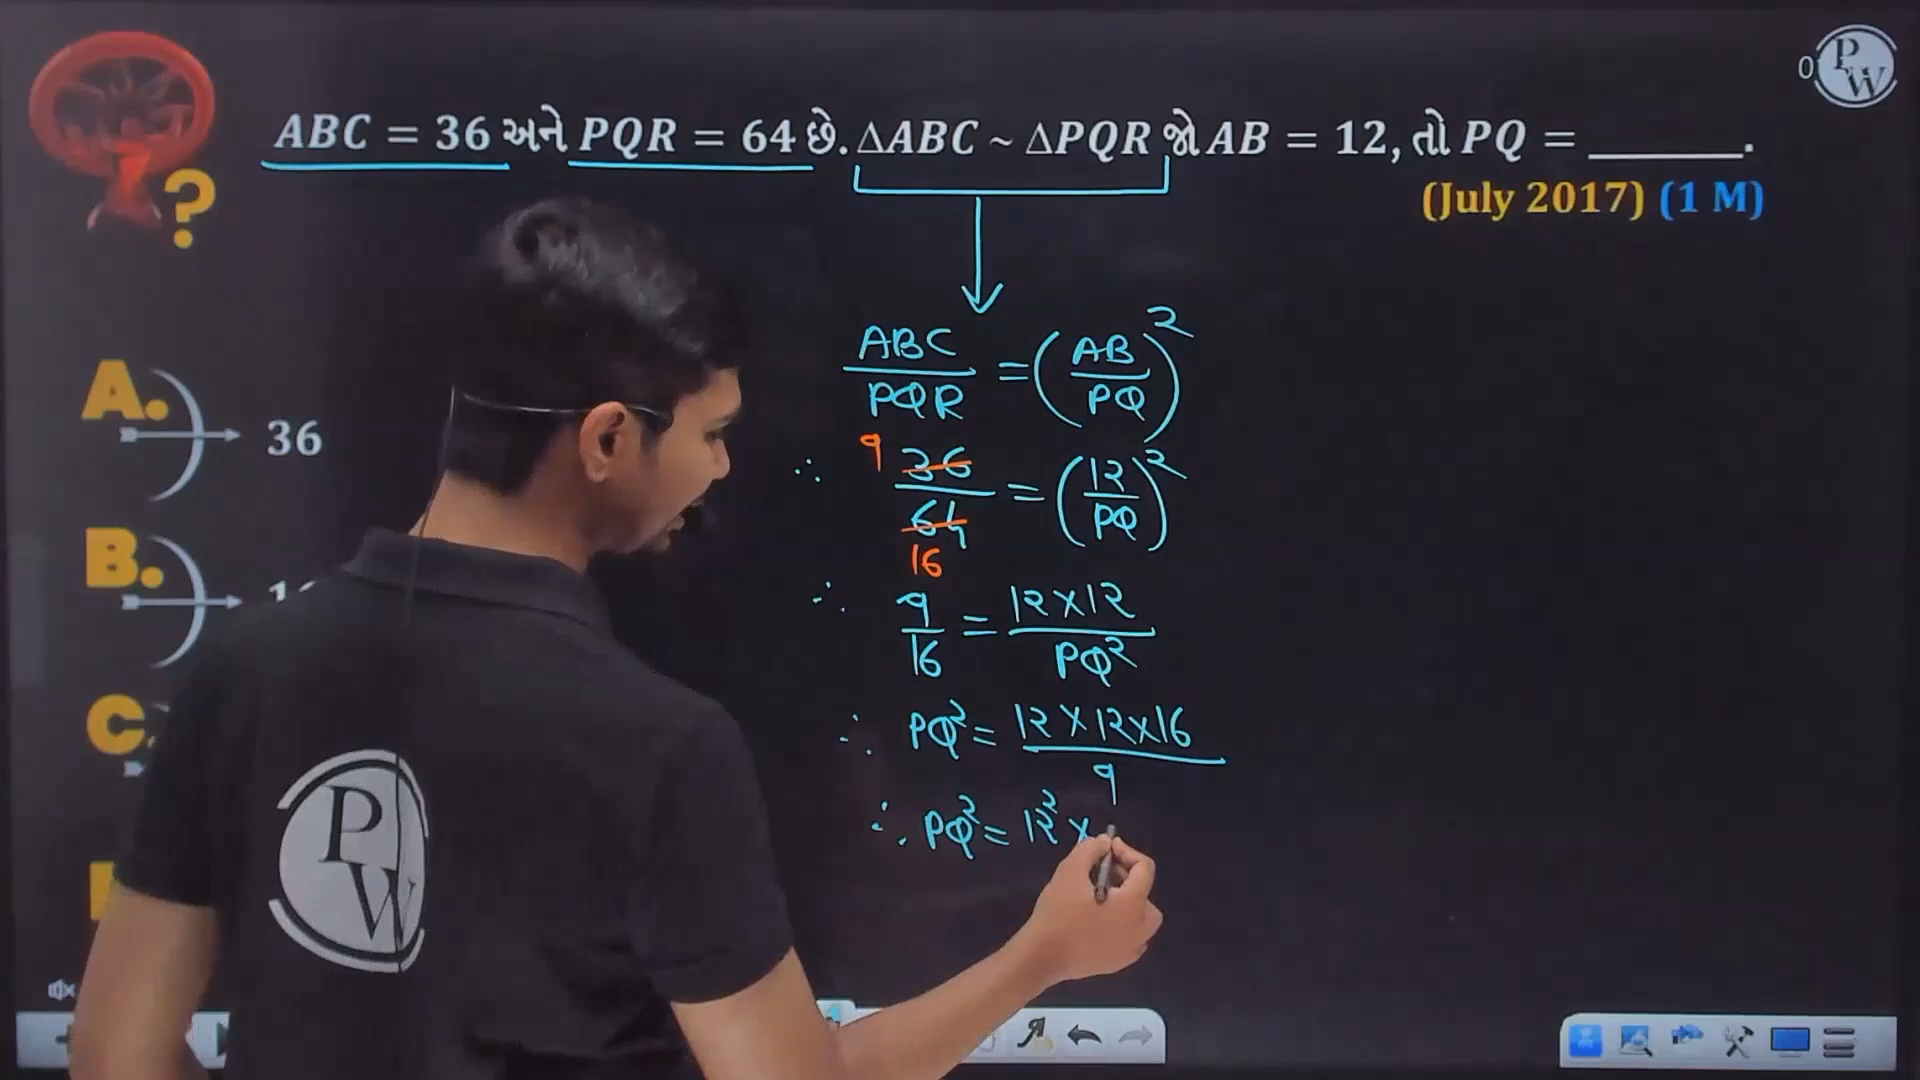 ABC = 36 અને PQR = 64 છે. ΔABC ~ ΔPQR જો AB = 12, તો PQ = ______.
(July 2017) (1 M)
?
PW
0
A. 36
B.
C.
ABC/PQR = (AB/PQ)²
9 16
∴ 36/64 = (12/PQ)²
∴ 9/16 = 12×12/PQ²
∴ PQ² = 12×12×16/9
∴ PQ² = 12² ×
PW